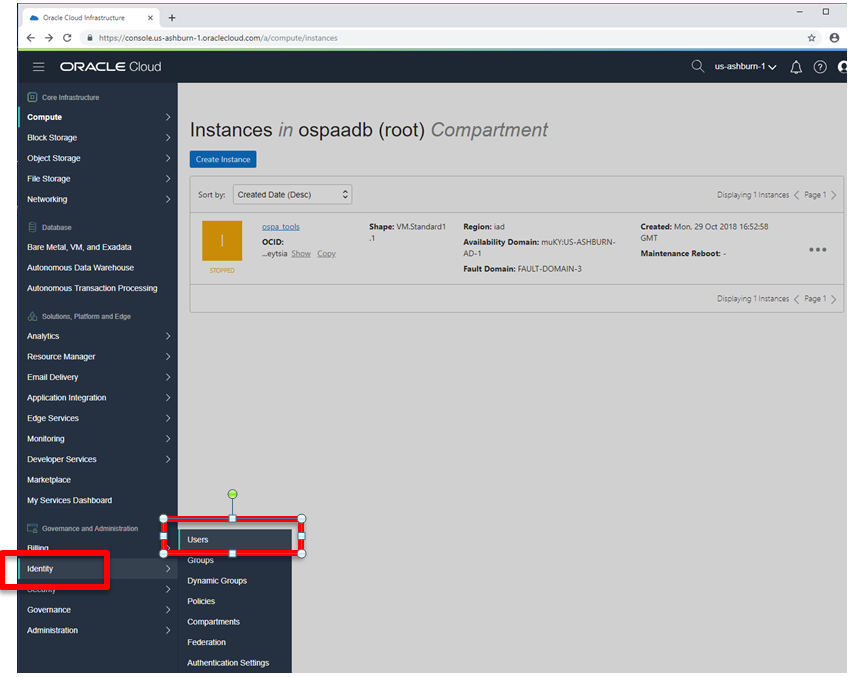 Oracle Cloud Infrastructure
https://console.us-ashburn-1.oraclecloud.com/a/compute/instances
ORACLE Cloud
us-ashburn-1
Core Infrastructure
Compute
Block Storage
Object Storage
File Storage
Networking
Database
Bare Metal, VM, and Exadata
Autonomous Data Warehouse
Autonomous Transaction Processing
Solutions, Platform and Edge
Analytics
Resource Manager
Email Delivery
Application Integration
Edge Services
Monitoring
Developer Services
Marketplace
My Services Dashboard
Governance and Administration
Billing
Identity
Security
Governance
Administration
Users
Groups
Dynamic Groups
Policies
Compartments
Federation
Authentication Settings
Instances in ospaadb (root) Compartment
Create Instance
Sort by: Created Date (Desc)
Displaying 1 Instances < Page 1 >
I
STOPPED
ospa_tools
OCID:
...eytsia Show Copy
Shape: VM.Standard1
.1
Region: iad
Availability Domain: muKY:US-ASHBURN-
AD-1
Fault Domain: FAULT-DOMAIN-3
Created: Mon, 29 Oct 2018 16:52:58
GMT
Maintenance Reboot: -
Displaying 1 Instances < Page 1 >